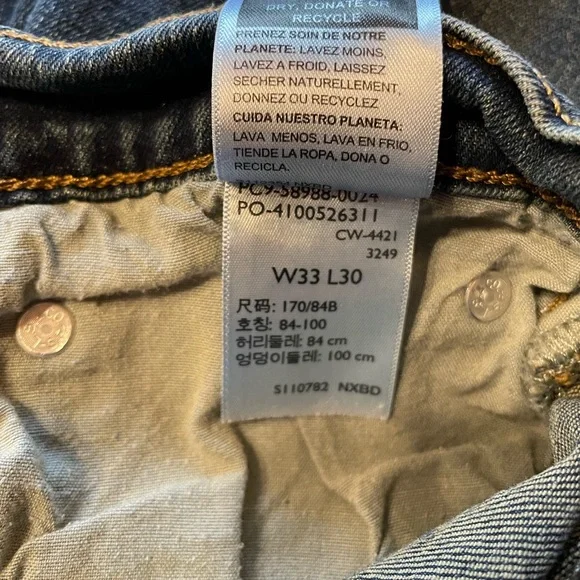 DRY, DONATE OR
RECYCLE
PRENEZ SOIN DE NOTRE
PLANETE: LAVEZ MOINS,
LAVEZ A FROID, LAISSEZ
SECHER NATURELLEMENT,
DONNEZ OU RECYCLEZ
CUIDA NUESTRO PLANETA:
LAVA MENOS, LAVA EN FRIO,
TIENDE LA ROPA, DONA O
RECICLA.
PC9-58988-0024
PO-4100526311
CW-4421
3249
W33 L30
尺码: 170/84B
호칭: 84-100
허리둘레: 84 cm
엉덩이둘레: 100 cm
S110782 NXBD